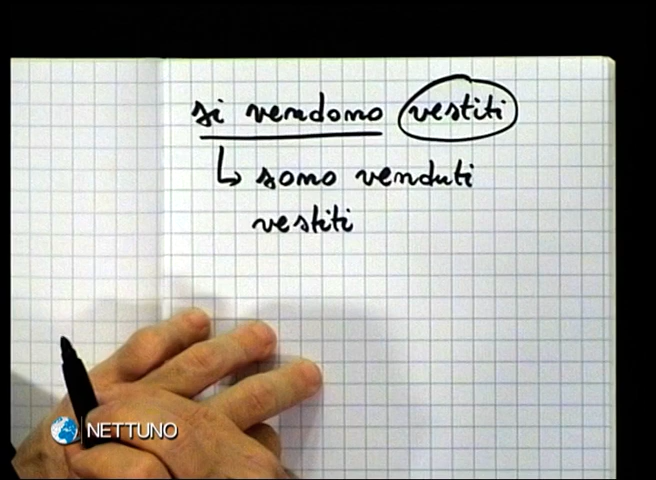 si vendono vestiti
↳ sono venduti
vestiti
NETTUNO